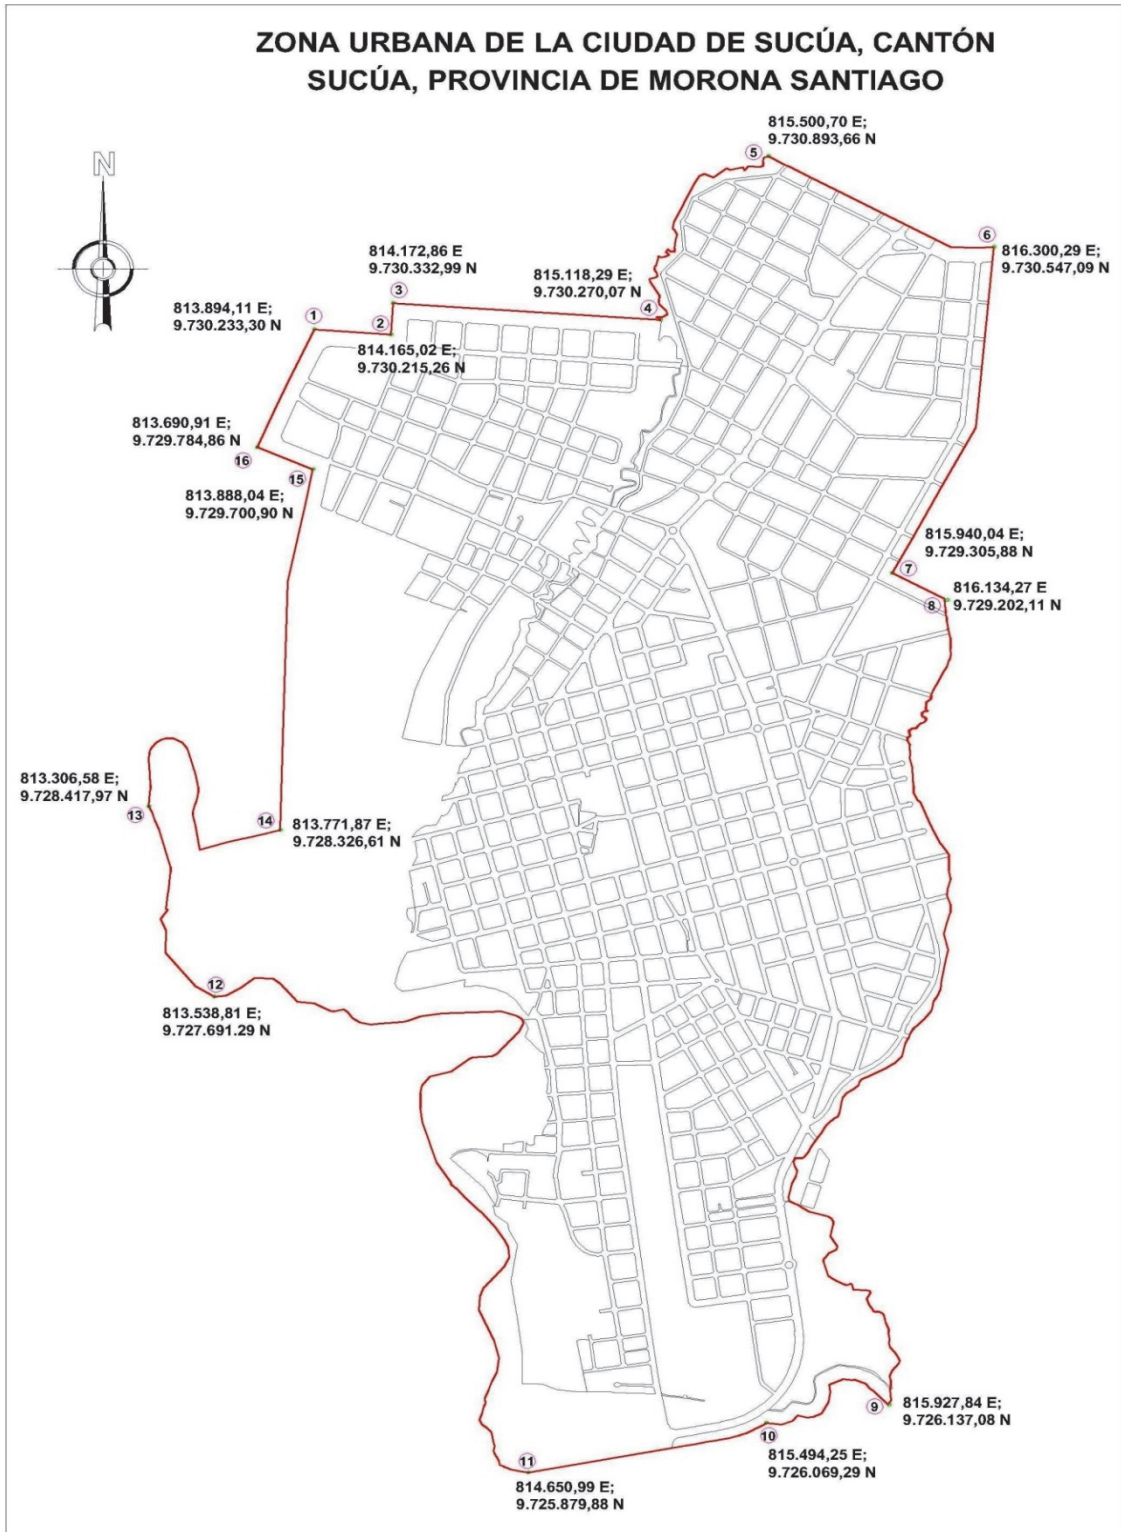 ZONA URBANA DE LA CIUDAD DE SUCÚA, CANTÓN
SUCÚA, PROVINCIA DE MORONA SANTIAGO
N
815.500,70 E;
9.730.893,66 N
5
6
816.300,29 E;
9.730.547,09 N
814.172,86 E
9.730.332,99 N
3
815.118,29 E;
9.730.270,07 N
4
813.894,11 E;
9.730.233,30 N
1
2
814.165,02 E;
9.730.215,26 N
813.690,91 E;
9.729.784,86 N
16
15
813.888,04 E;
9.729.700,90 N
815.940,04 E;
9.729.305,88 N
7
816.134,27 E
9.729.202,11 N
8
813.306,58 E;
9.728.417,97 N
13
14
813.771,87 E;
9.728.326,61 N
12
813.538,81 E;
9.727.691.29 N
9
815.927,84 E;
9.726.137,08 N
10
815.494,25 E;
9.726.069,29 N
11
814.650,99 E;
9.725.879,88 N